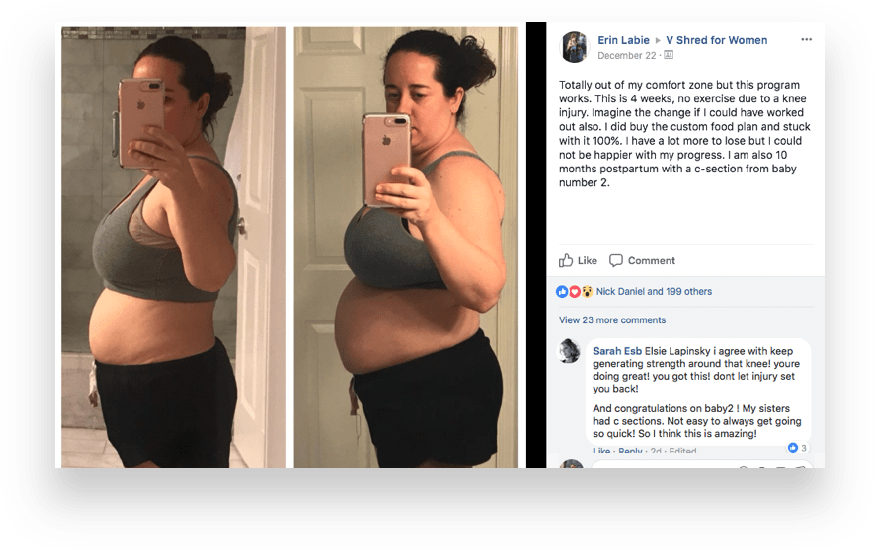 Erin Labie ▸ V Shred for Women
December 22 ·
Totally out of my comfort zone but this program
works. This is 4 weeks, no exercise due to a knee
injury. Imagine the change if I could have worked
out also. I did buy the custom food plan and stuck
with it 100%. I have a lot more to lose but I could
not be happier with my progress. I am also 10
months postpartum with a c-section from baby
number 2.
Like Comment
Nick Daniel and 199 others
View 23 more comments
Sarah Esb Elsie Lapinsky i agree with keep
generating strength around that knee! youre
doing great! you got this! dont let injury set
you back!
And congratulations on baby2 ! My sisters
had c sections. Not easy to always get going
so quick! So I think this is amazing!
3
Like · Reply · 2d · Edited